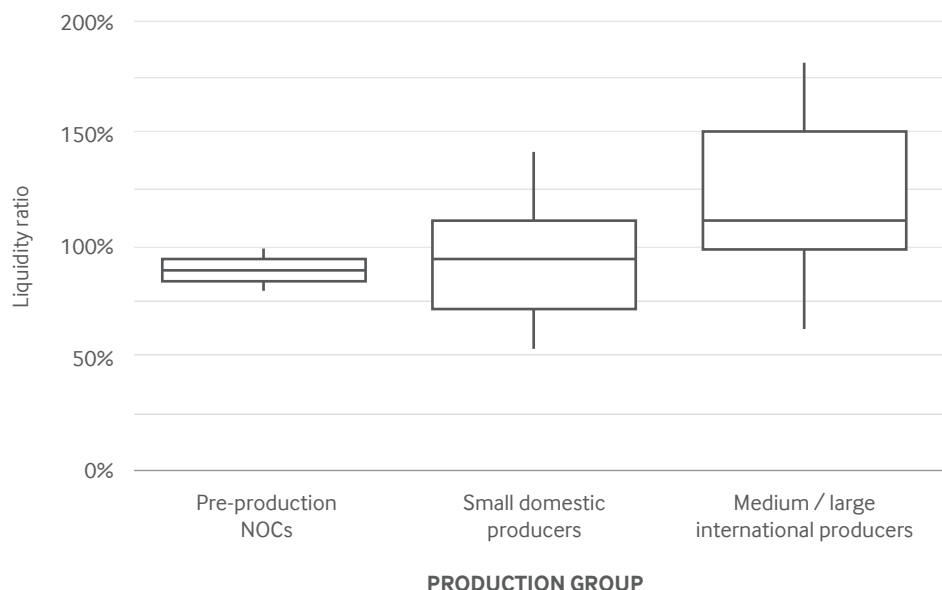 200%
150%
100%
50%
0%
Liquidity ratio
Pre-production
NOCs
Small domestic
producers
Medium / large
international producers
PRODUCTION GROUP